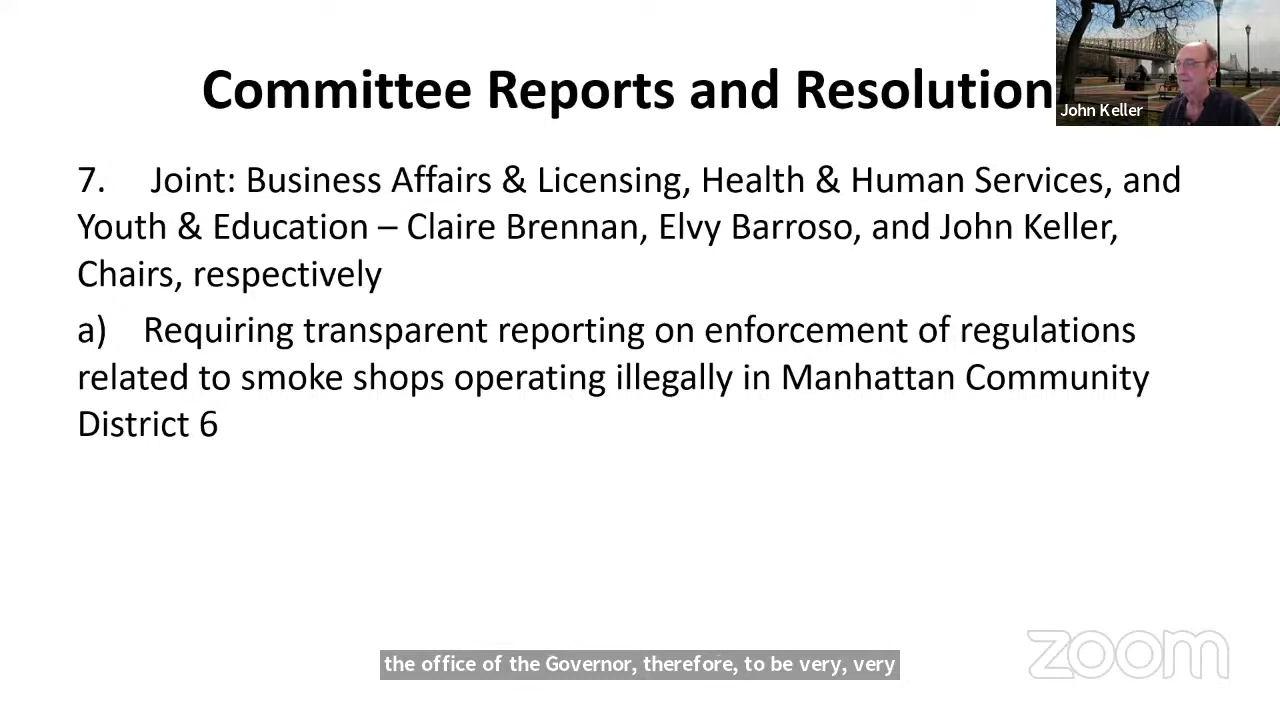 Committee Reports and Resolution
John Keller
7. Joint: Business Affairs & Licensing, Health & Human Services, and
Youth & Education – Claire Brennan, Elvy Barroso, and John Keller,
Chairs, respectively
a) Requiring transparent reporting on enforcement of regulations
related to smoke shops operating illegally in Manhattan Community
District 6
the office of the Governor, therefore, to be very, very
zoom